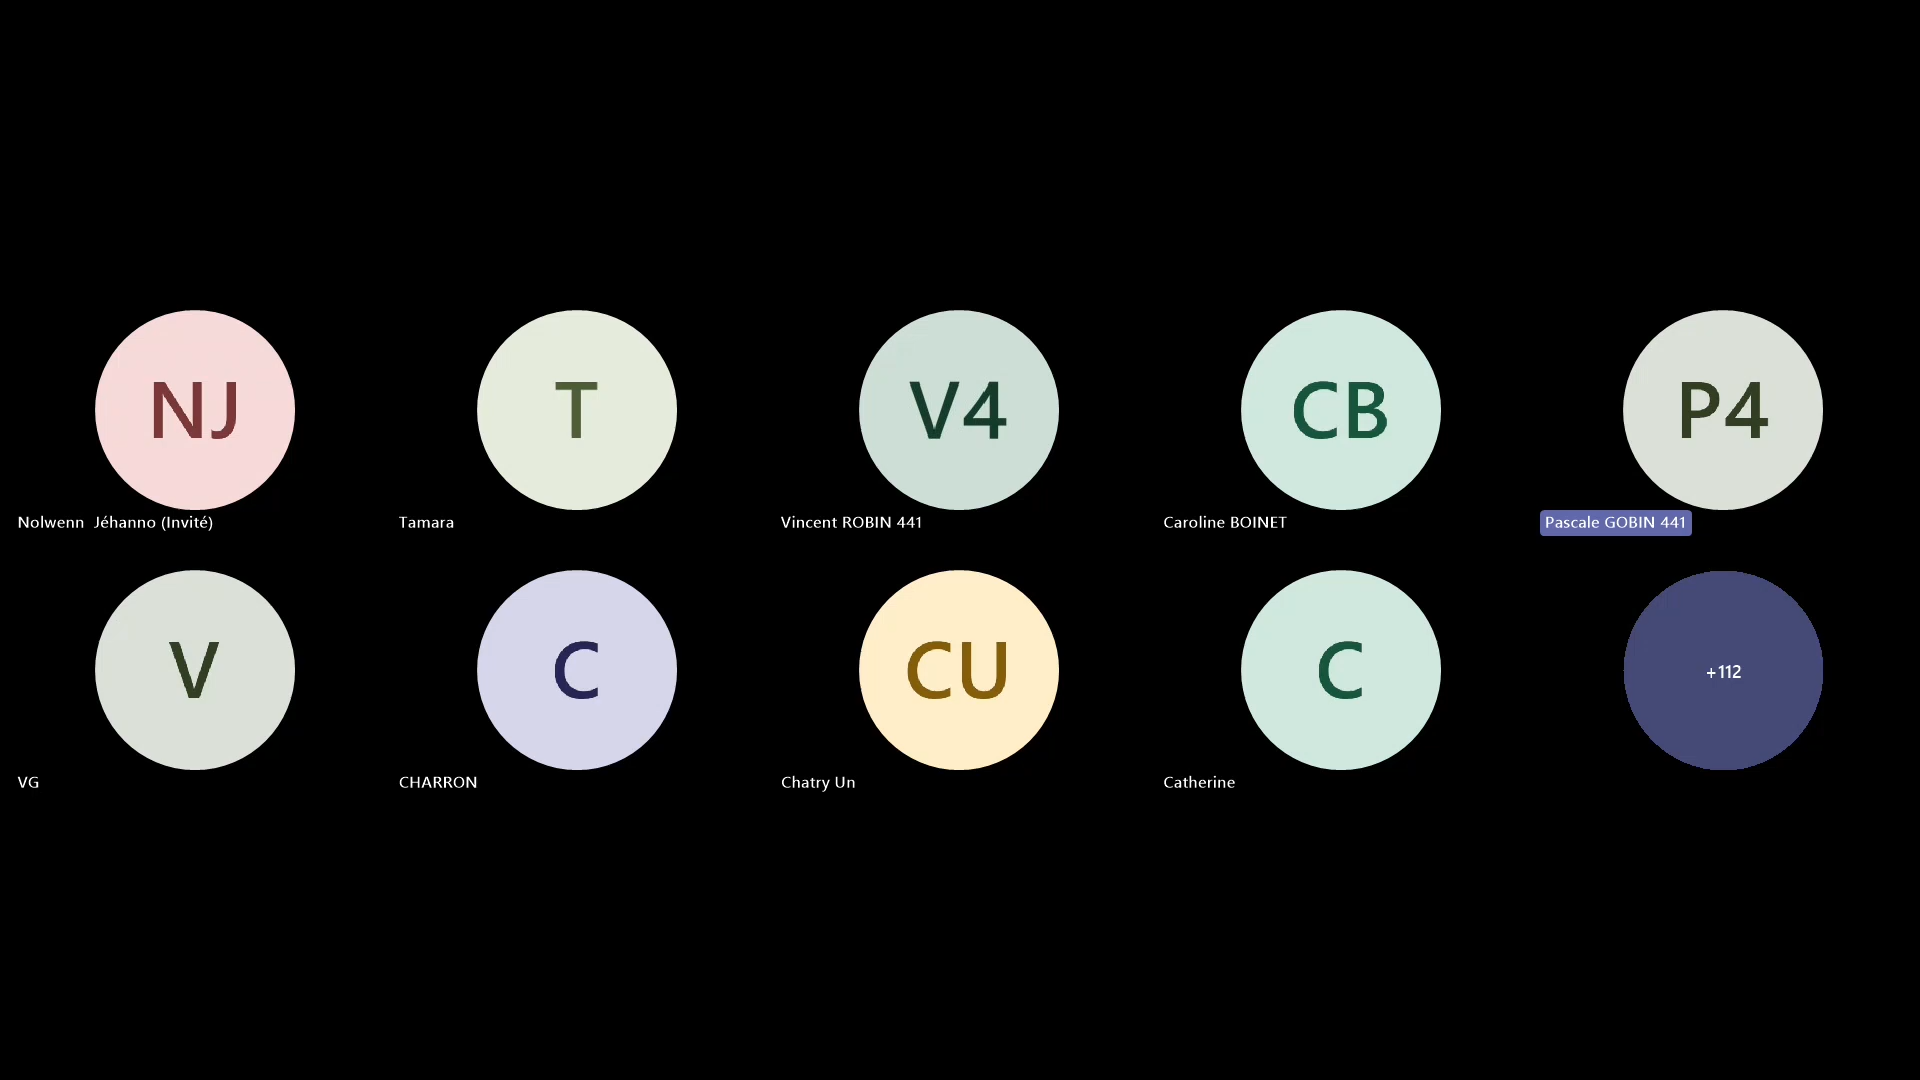 NJ
T
V4
CB
P4
Nolwenn  Jéhanno (Invité)
Tamara
Vincent ROBIN 441
Caroline BOINET
Pascale GOBIN 441
V
C
CU
C
+112
VG
CHARRON
Chatry Un
Catherine